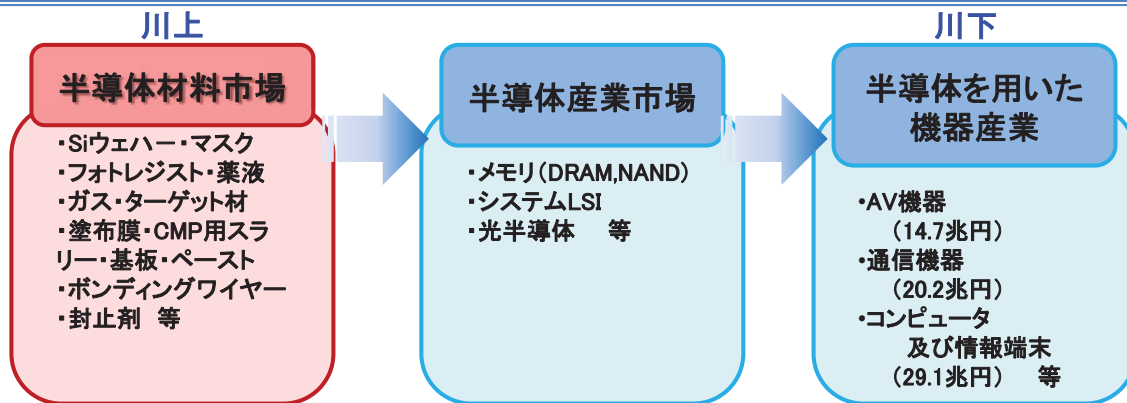 川上
半導体材料市場
・Siウェハー・マスク
・フォトレジスト・薬液
・ガス・ターゲット材
・塗布膜・CMP用スラ
リー・基板・ペースト
・ボンディングワイヤー
・封止剤 等
半導体産業市場
・メモリ(DRAM,NAND)
・システムLSI
・光半導体 等
川下
半導体を用いた
機器産業
・AV機器
(14.7兆円)
・通信機器
(20.2兆円)
・コンピュータ
及び情報端末
(29.1兆円) 等